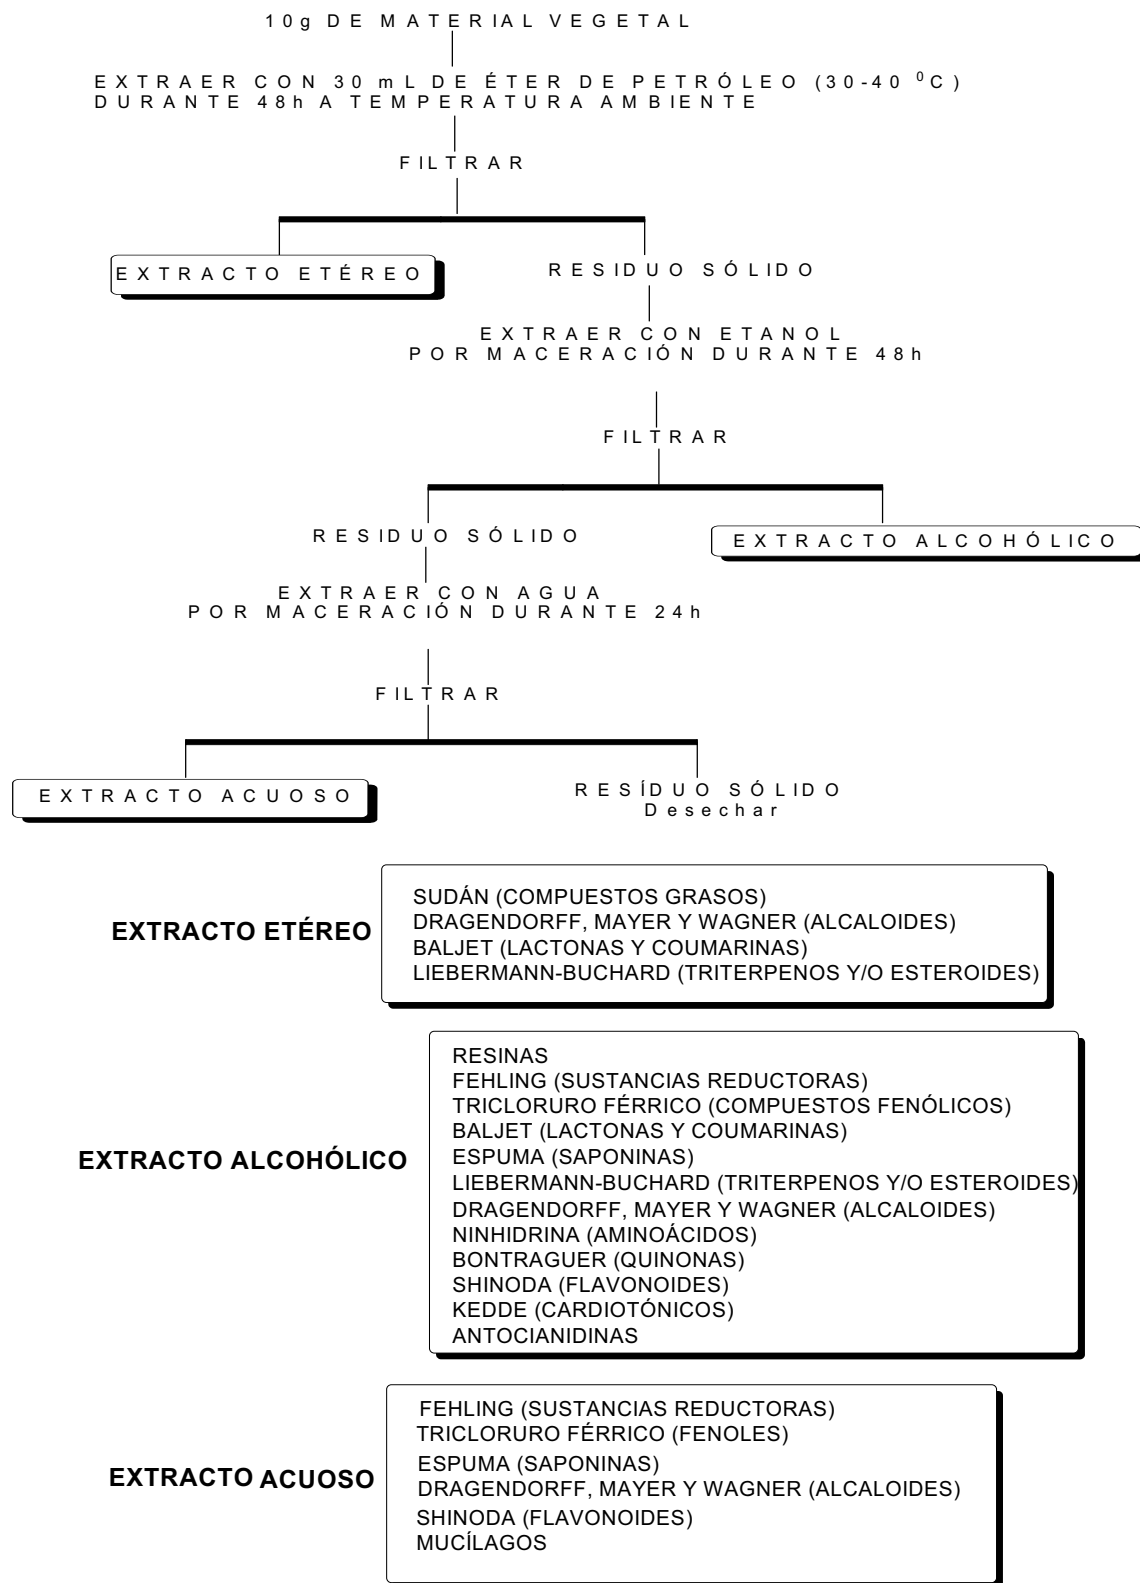 10g DE MATERIAL VEGETAL
EXTRAER CON 30 mL DE ÉTER DE PETRÓLEO (30-40 ⁰C)
DURANTE 48h A TEMPERATURA AMBIENTE
FILTRAR
EXTRACTO ETÉREO
RESIDUO SÓLIDO
EXTRAER CON ETANOL
POR MACERACIÓN DURANTE 48h
FILTRAR
RESIDUO SÓLIDO
EXTRACTO ALCOHÓLICO
EXTRAER CON AGUA
POR MACERACIÓN DURANTE 24h
FILTRAR
EXTRACTO ACUOSO
RESÍDUO SÓLIDO
Desechar
EXTRACTO ETÉREO
SUDÁN (COMPUESTOS GRASOS)
DRAGENDORFF, MAYER Y WAGNER (ALCALOIDES)
BALJET (LACTONAS Y COUMARINAS)
LIEBERMANN-BUCHARD (TRITERPENOS Y/O ESTEROIDES)
EXTRACTO ALCOHÓLICO
RESINAS
FEHLING (SUSTANCIAS REDUCTORAS)
TRICLORURO FÉRRICO (COMPUESTOS FENÓLICOS)
BALJET (LACTONAS Y COUMARINAS)
ESPUMA (SAPONINAS)
LIEBERMANN-BUCHARD (TRITERPENOS Y/O ESTEROIDES)
DRAGENDORFF, MAYER Y WAGNER (ALCALOIDES)
NINHIDRINA (AMINOÁCIDOS)
BONTRAGUER (QUINONAS)
SHINODA (FLAVONOIDES)
KEDDE (CARDIOTÓNICOS)
ANTOCIANIDINAS
EXTRACTO ACUOSO
FEHLING (SUSTANCIAS REDUCTORAS)
TRICLORURO FÉRRICO (FENOLES)
ESPUMA (SAPONINAS)
DRAGENDORFF, MAYER Y WAGNER (ALCALOIDES)
SHINODA (FLAVONOIDES)
MUCÍLAGOS